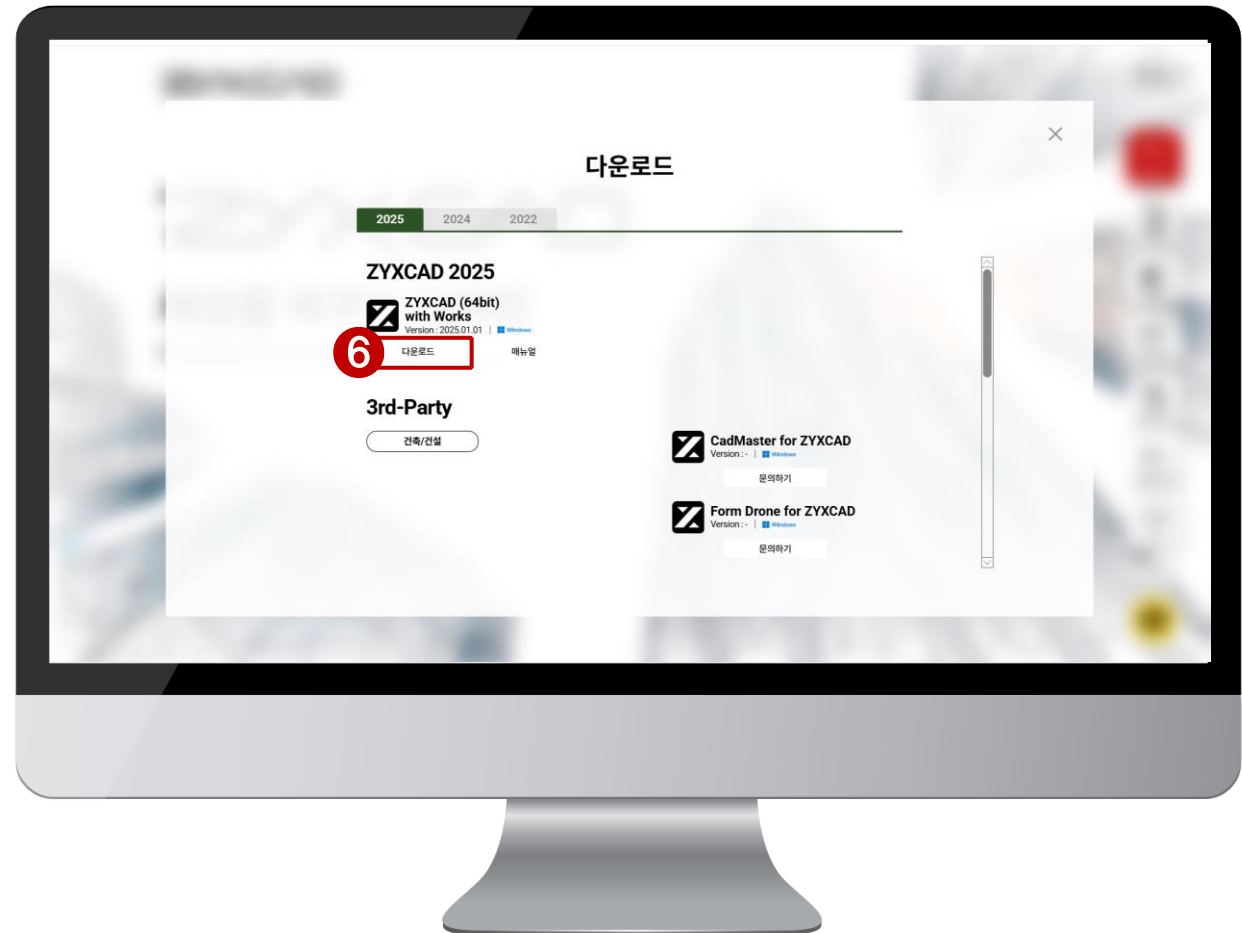 다운로드
2025 2024 2022
ZYXCAD 2025
ZYXCAD (64bit)
with Works
Version : 2025.01.01 | Windows
6 다운로드 매뉴얼
3rd-Party
건축/건설
CadMaster for ZYXCAD
Version : - | Windows
문의하기
Form Drone for ZYXCAD
Version : - | Windows
문의하기